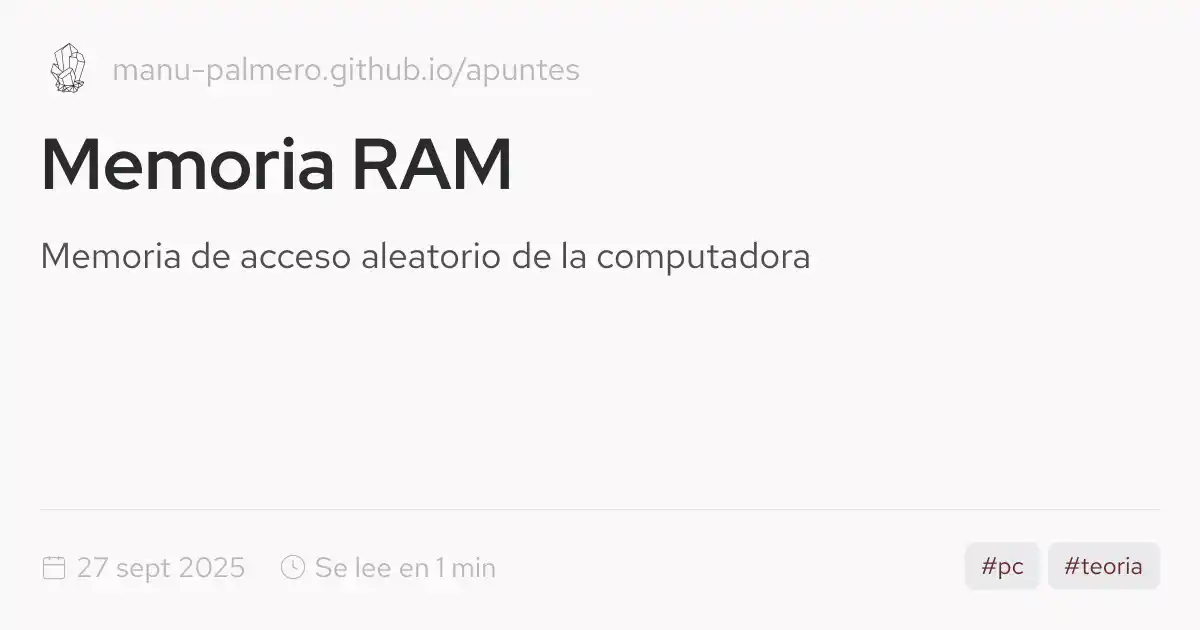 manu-palmero.github.io/apuntes
Memoria RAM
Memoria de acceso aleatorio de la computadora
27 sept 2025 Se lee en 1 min #pc #teoria